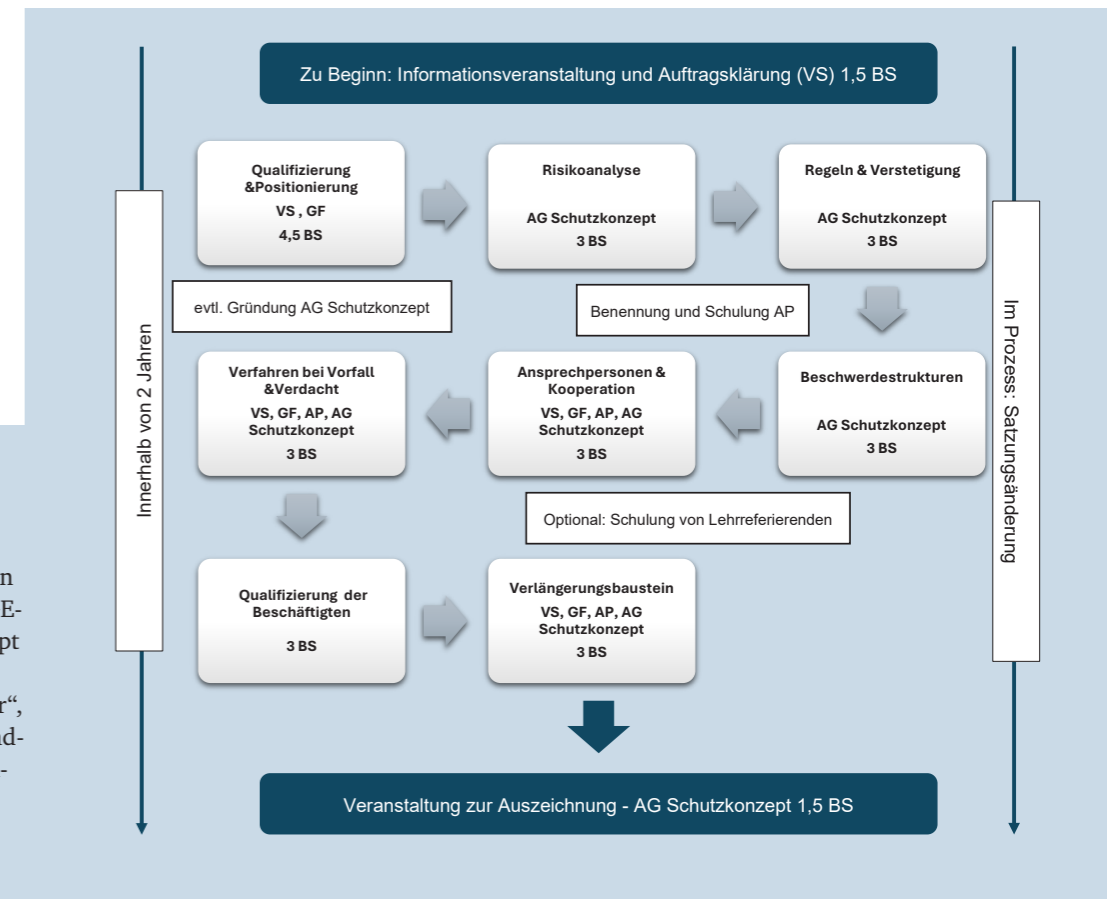 Zu Beginn: Informationsveranstaltung und Auftragsklärung (VS) 1,5 BS
Qualifizierung
&Positionierung
VS , GF
4,5 BS
Risikoanalyse
AG Schutzkonzept
3 BS
Regeln & Verstetigung
AG Schutzkonzept
3 BS
evtl. Gründung AG Schutzkonzept
Benennung und Schulung AP
Innerhalb von 2 Jahren
Im Prozess: Satzungsänderung
Verfahren bei Vorfall
&Verdacht
VS, GF, AP, AG
Schutzkonzept
3 BS
Ansprechpersonen &
Kooperation
VS, GF, AP, AG
Schutzkonzept
3 BS
Beschwerdestrukturen
AG Schutzkonzept
3 BS
Optional: Schulung von Lehrreferierenden
Qualifizierung der
Beschäftigten
3 BS
Verlängerungsbaustein
VS, GF, AP, AG
Schutzkonzept
3 BS
Veranstaltung zur Auszeichnung - AG Schutzkonzept 1,5 BS
n
E-
pt
r“,
nd-
-